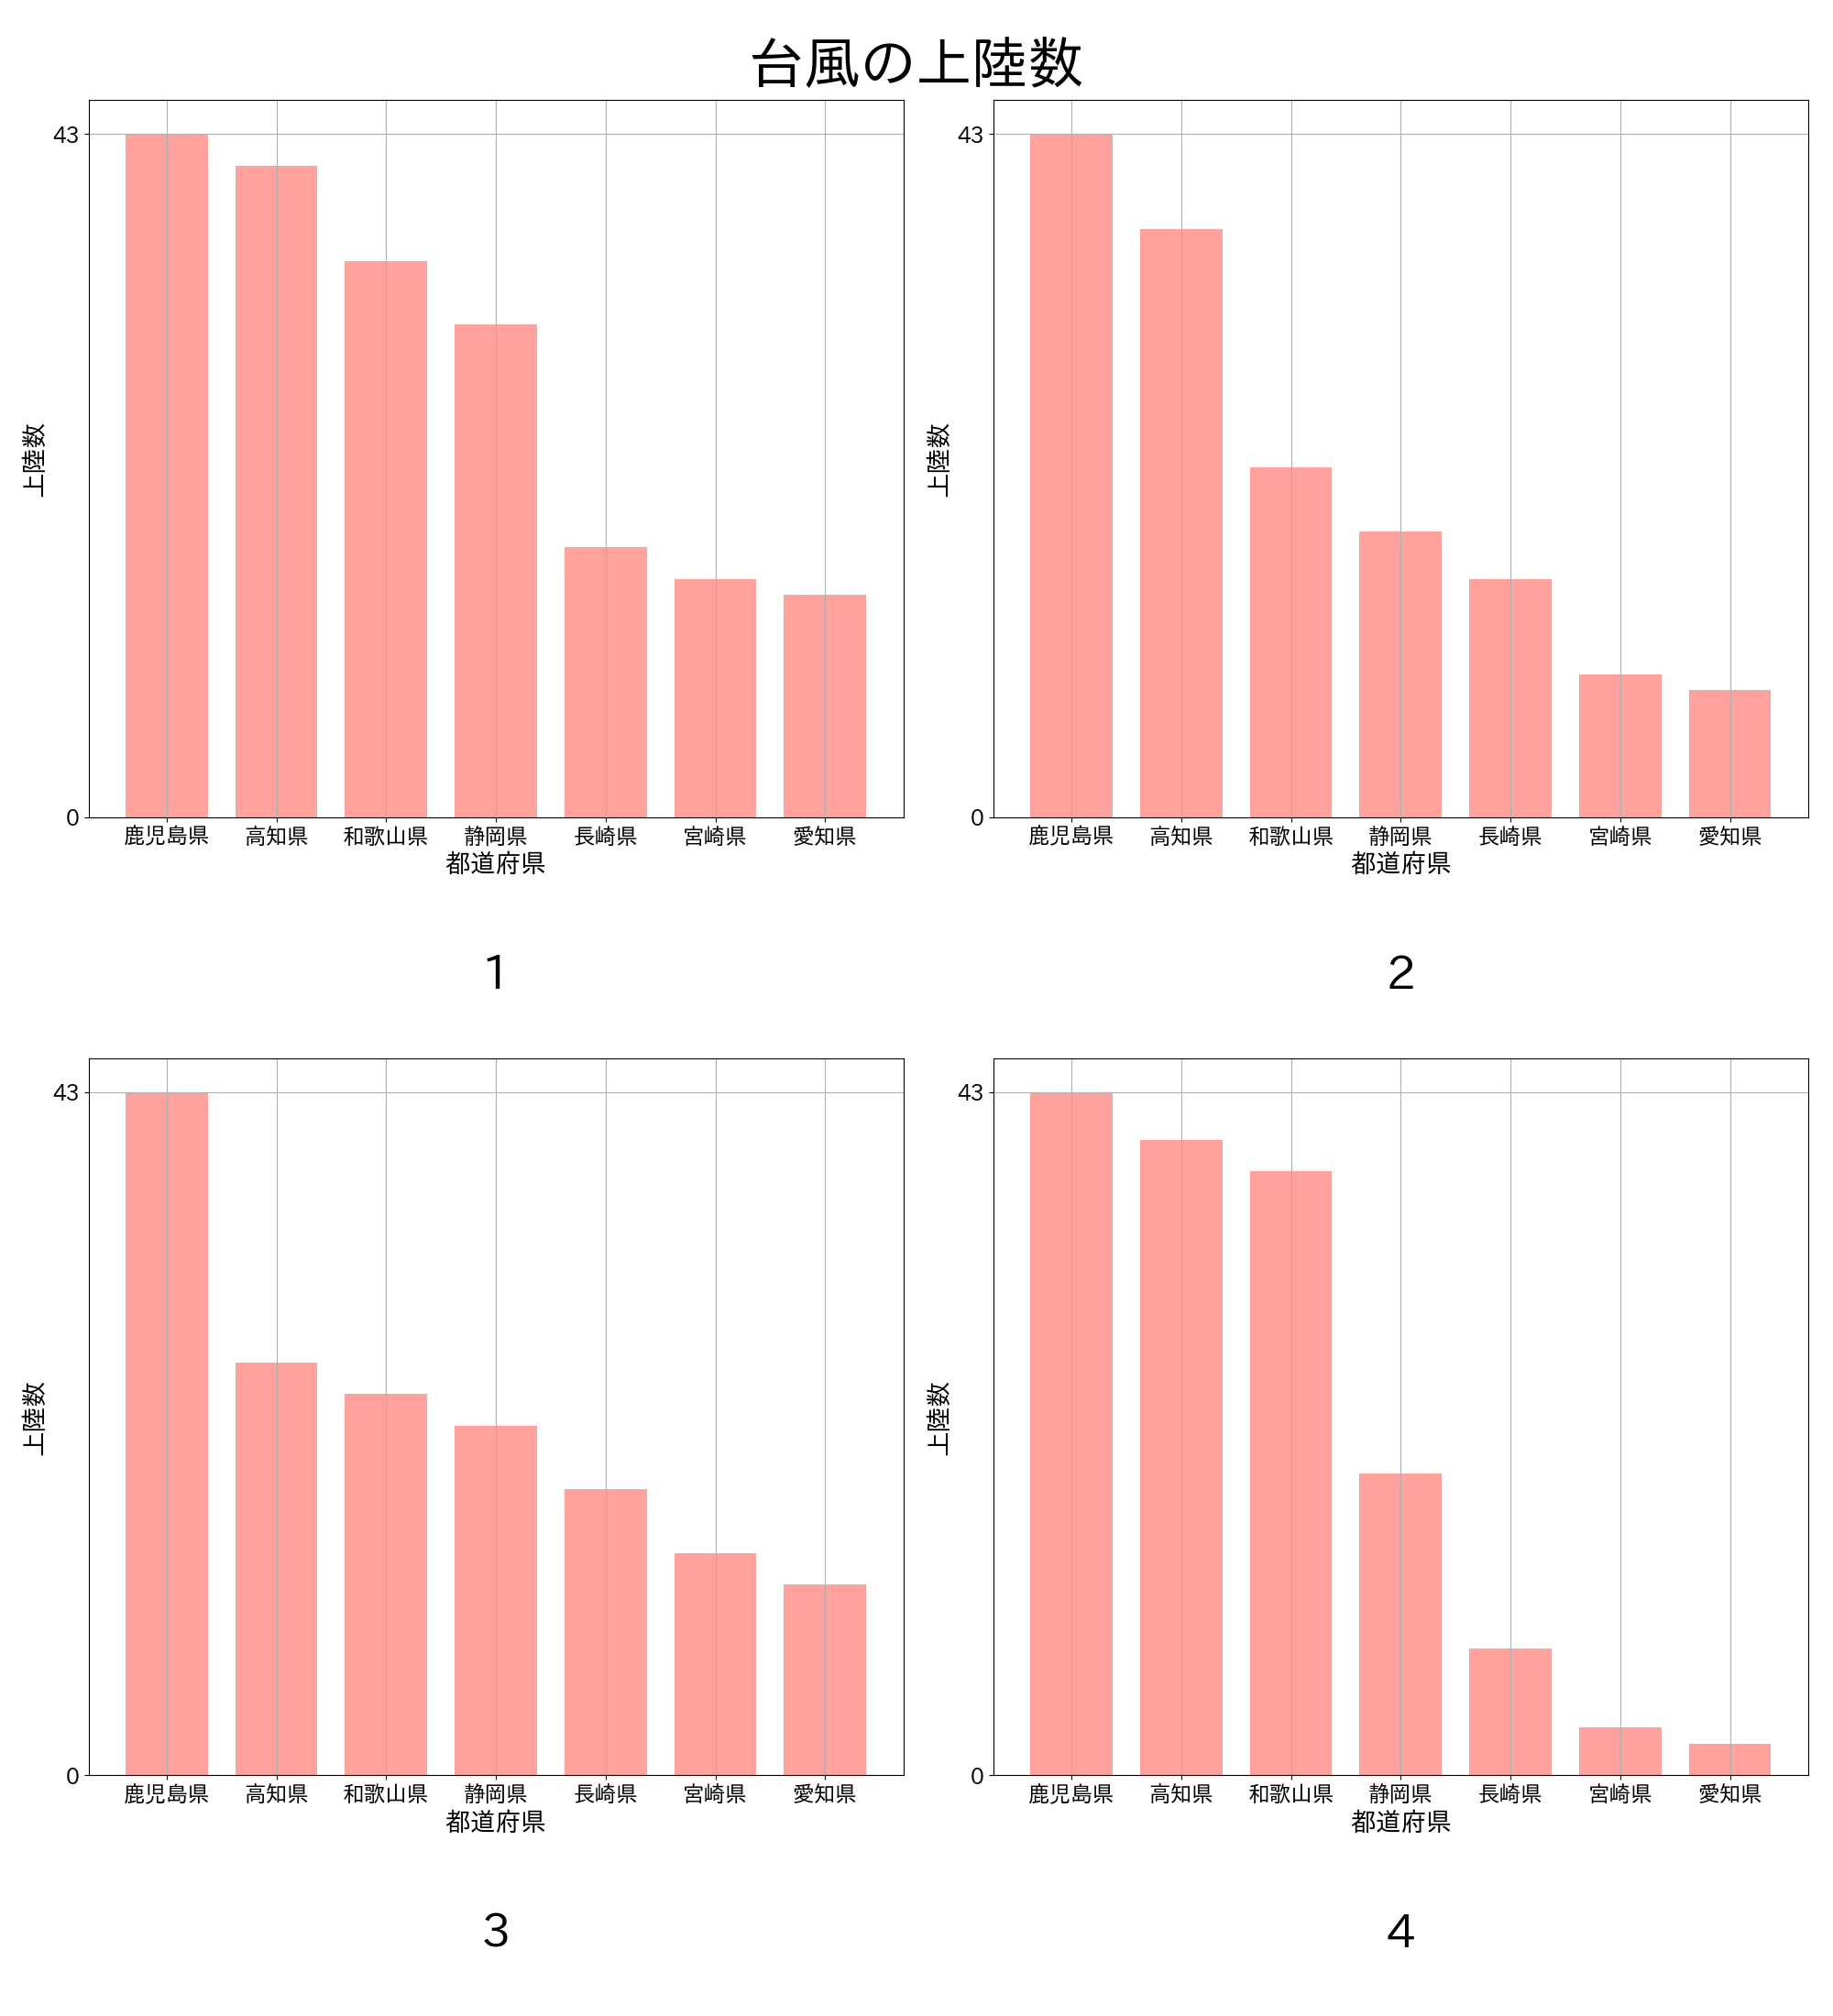 台風の上陸数
43
0
上陸数
鹿児島県 高知県 和歌山県 静岡県 長崎県 宮崎県 愛知県
都道府県
1
43
0
上陸数
鹿児島県 高知県 和歌山県 静岡県 長崎県 宮崎県 愛知県
都道府県
2
43
0
上陸数
鹿児島県 高知県 和歌山県 静岡県 長崎県 宮崎県 愛知県
都道府県
3
43
0
上陸数
鹿児島県 高知県 和歌山県 静岡県 長崎県 宮崎県 愛知県
都道府県
4